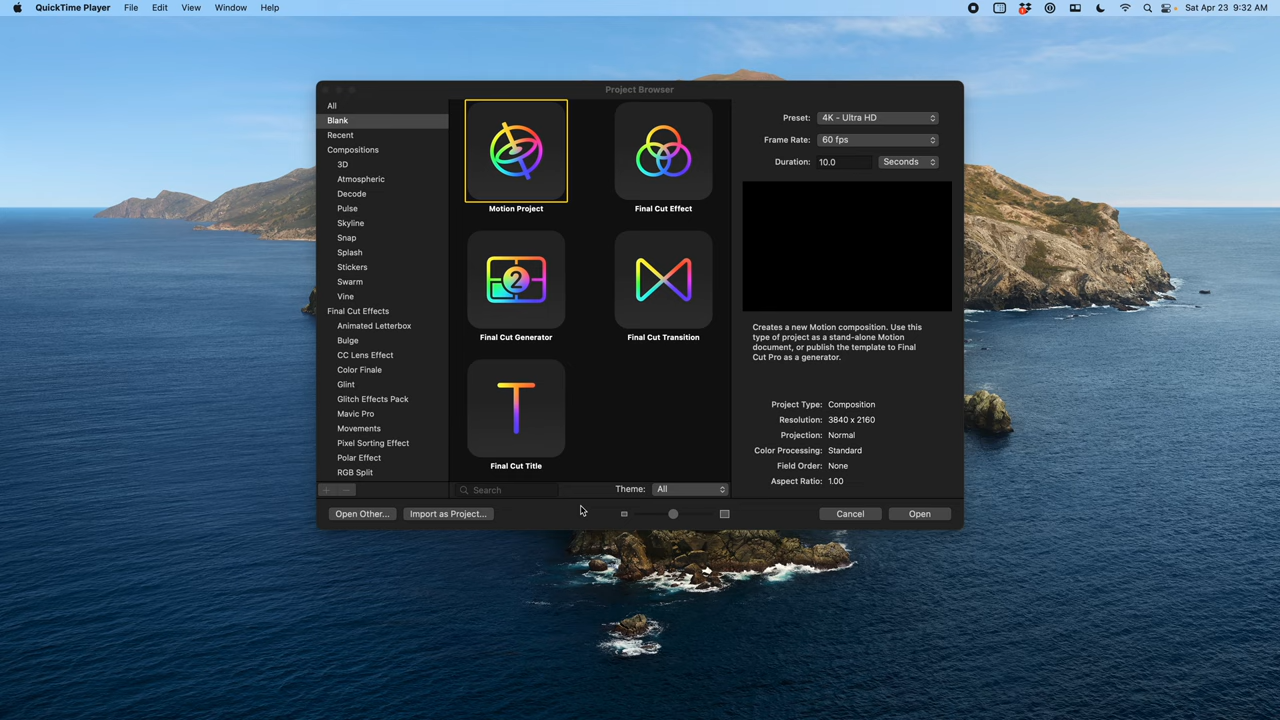 QuickTime Player File Edit View Window Help
Sat Apr 23 9:32 AM
Project Browser
All
Blank
Recent
Compositions
3D
Atmospheric
Decode
Pulse
Skyline
Snap
Splash
Stickers
Swarm
Vine
Final Cut Effects
Animated Letterbox
Bulge
CC Lens Effect
Color Finale
Glint
Glitch Effects Pack
Mavic Pro
Movements
Pixel Sorting Effect
Polar Effect
RGB Split
Motion Project
Final Cut Effect
2
Final Cut Generator
Final Cut Transition
T
Final Cut Title
Search
Theme: All
Preset: 4K - Ultra HD
Frame Rate: 60 fps
Duration: 10.0 Seconds
Creates a new Motion composition. Use this
type of project as a stand-alone Motion
document, or publish the template to Final
Cut Pro as a generator.
Project Type: Composition
Resolution: 3840 x 2160
Projection: Normal
Color Processing: Standard
Field Order: None
Aspect Ratio: 1.00
Open Other... Import as Project... Cancel Open